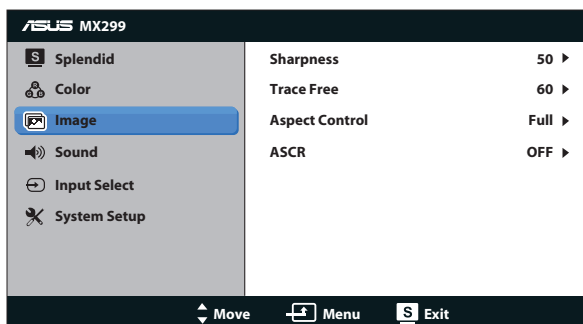 ASUS MX299
S Splendid
Color
Image
Sound
Input Select
System Setup
Sharpness 50
Trace Free 60
Aspect Control Full
ASCR OFF
Move Menu S Exit